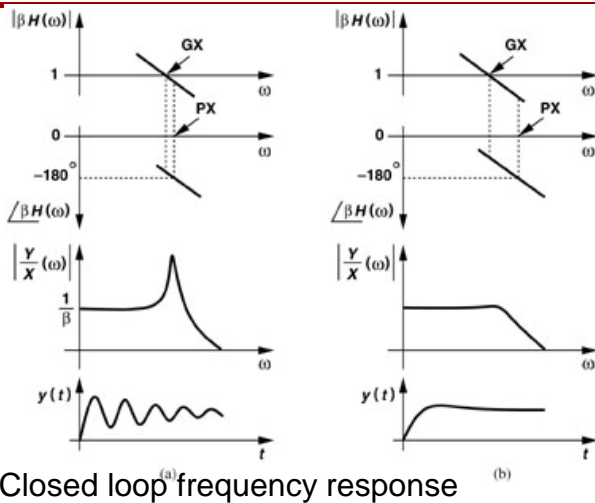 |βH(ω)|
GX
1
ω
PX
0
ω
−180°
∠βH(ω)
|Y/X (ω)|
1/β
ω
y(t)
t
(a)
|βH(ω)|
GX
1
ω
PX
0
ω
−180°
∠βH(ω)
|Y/X (ω)|
ω
y(t)
t
(b)
Closed loop frequency response